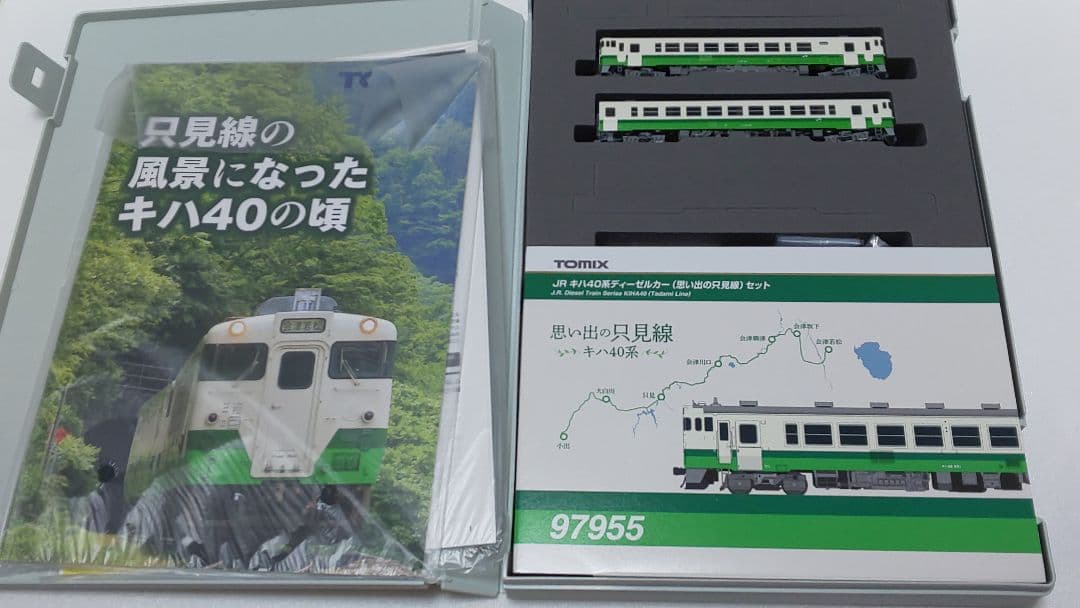 只見線の
風景になった
キハ40の頃
会津若松
TOMIX
JR キハ40系ディーゼルカー(思い出の只見線)セット
J.R. Diesel Train Series KIHA40 (Tadami Line)
思い出の只見線
キハ40系
会津坂下
会津若松
会津柳津
会津川口
只見
大白川
小出
97955